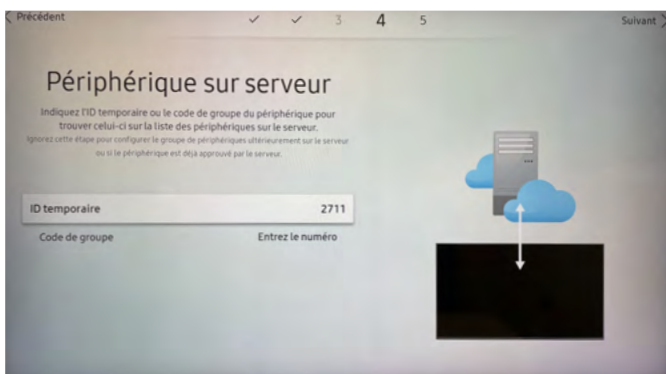 Précédent
3 4 5
Suivant
Périphérique sur serveur
Indiquez l'ID temporaire ou le code de groupe du périphérique pour
trouver celui-ci sur la liste des périphériques sur le serveur.
Ignorez cette étape pour configurer le groupe de périphériques ultérieurement sur le serveur
ou si le périphérique est déjà approuvé par le serveur.
ID temporaire 2711
Code de groupe Entrez le numéro